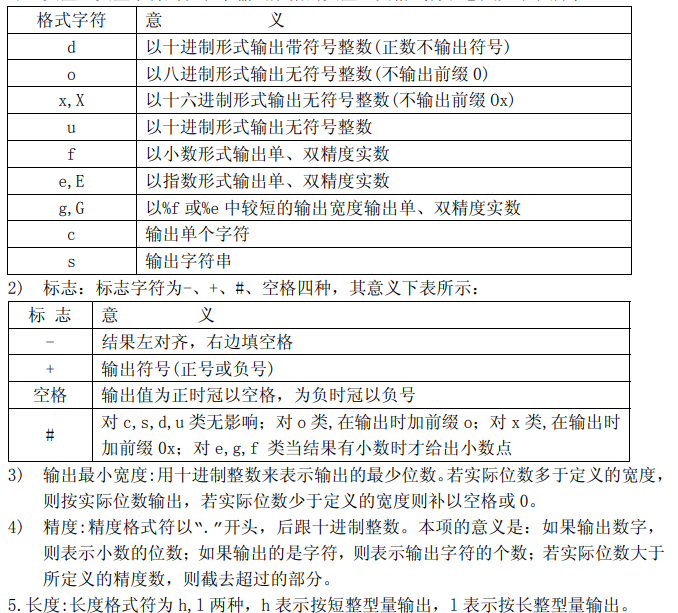 格式字符 意 义
d 以十进制形式输出带符号整数(正数不输出符号)
o 以八进制形式输出无符号整数(不输出前缀0)
x,X 以十六进制形式输出无符号整数(不输出前缀Ox)
u 以十进制形式输出无符号整数
f 以小数形式输出单、双精度实数
e,E 以指数形式输出单、双精度实数
g,G 以%f或%e中较短的输出宽度输出单、双精度实数
c 输出单个字符
s 输出字符串
2) 标志：标志字符为-、+、#、空格四种，其意义下表所示：
标 志 意 义
- 结果左对齐，右边填空格
+ 输出符号(正号或负号)
空格 输出值为正时冠以空格，为负时冠以负号
# 对c,s,d,u类无影响；对o类,在输出时加前缀o；对x类,在输出时
加前缀0x；对e,g,f 类当结果有小数时才给出小数点
3) 输出最小宽度:用十进制整数来表示输出的最少位数。若实际位数多于定义的宽度，
则按实际位数输出，若实际位数少于定义的宽度则补以空格或0。
4) 精度:精度格式符以“.”开头，后跟十进制整数。本项的意义是：如果输出数字，
则表示小数的位数；如果输出的是字符，则表示输出字符的个数；若实际位数大于
所定义的精度数，则截去超过的部分。
5.长度:长度格式符为h,l两种，h表示按短整型量输出，l表示按长整型量输出。